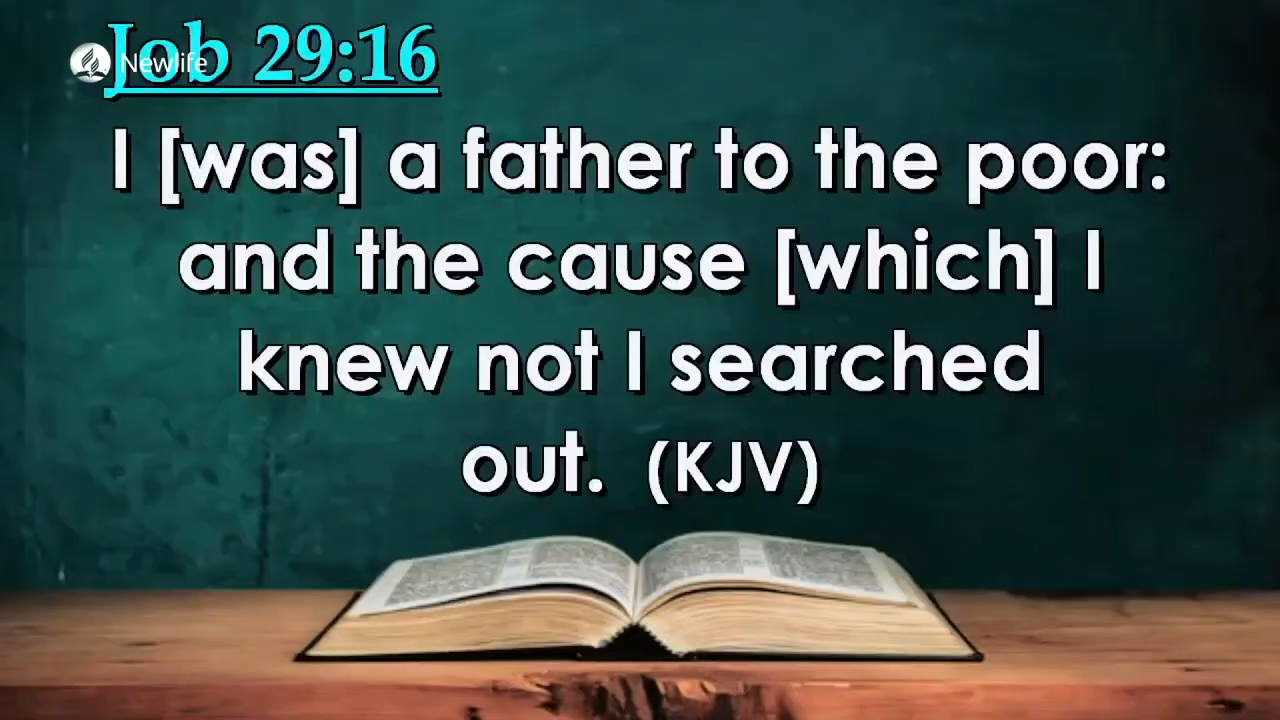 Job 29:16
Newlife
I [was] a father to the poor:
and the cause [which] I
knew not I searched
out. (KJV)